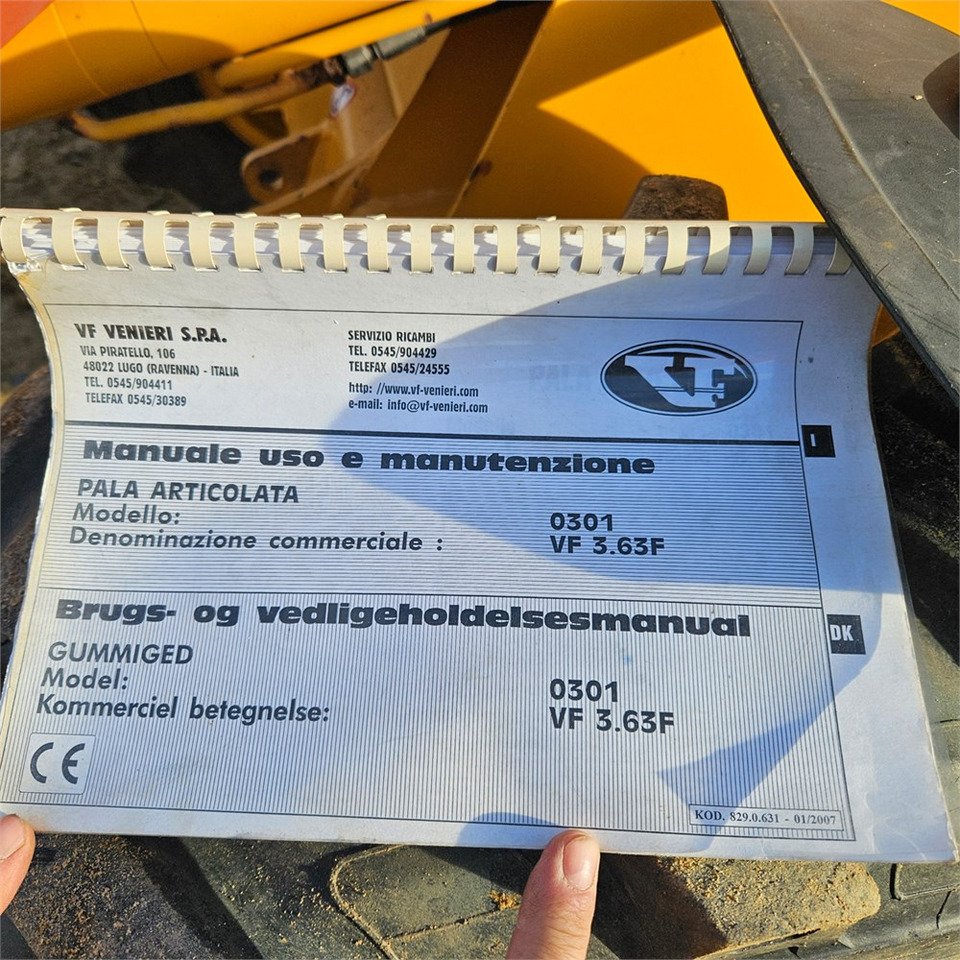 VF VENIERI S.P.A.
VIA PIRATELLO, 106
48022 LUGO (RAVENNA) - ITALIA
TEL. 0545/904411
TELEFAX 0545/30389
SERVIZIO RICAMBI
TEL. 0545/904429
TELEFAX 0545/24555
http: //www.vf-venieri.com
e-mail: info@vf-venieri.com
VF
I
Manuale uso e manutenzione
PALA ARTICOLATA
Modello: 0301
Denominazione commerciale : VF 3.63F
Brugs- og vedligeholdelsesmanual
DK
GUMMIGED
Model: 0301
Kommerciel betegnelse: VF 3.63F
CE
KOD. 829.0.631 - 01/2007